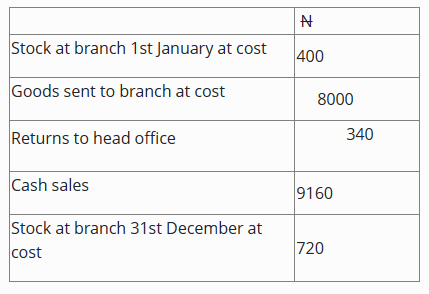 ₦
Stock at branch 1st January at cost
400
Goods sent to branch at cost
8000
Returns to head office
340
Cash sales
9160
Stock at branch 31st December at
cost
720